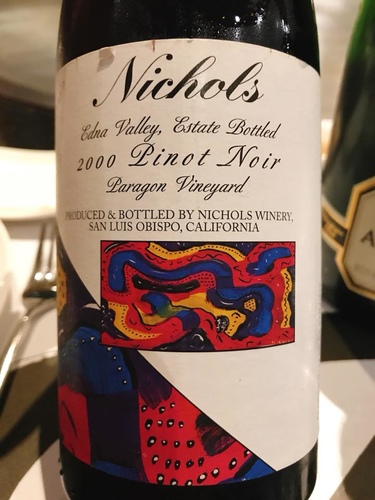 Nichols
Edna Valley, Estate Bottled
2000 Pinot Noir
Paragon Vineyard
PRODUCED & BOTTLED BY NICHOLS WINERY,
SAN LUIS OBISPO, CALIFORNIA